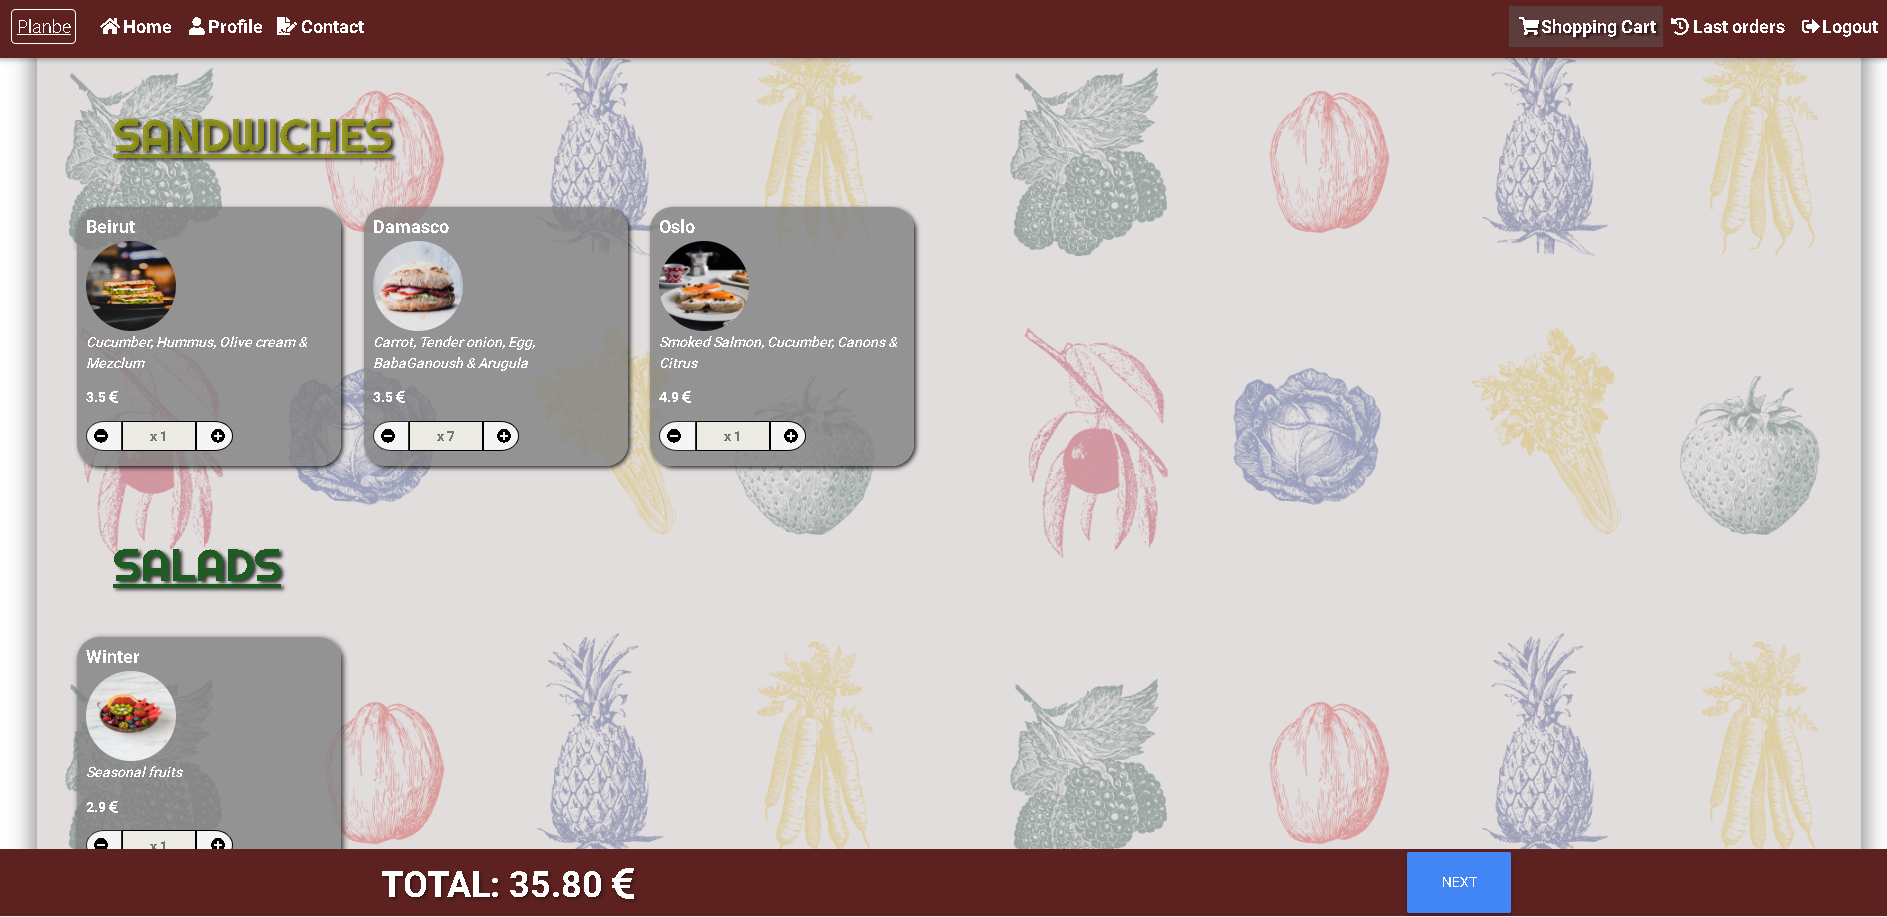 Planbe Home Profile Contact Shopping Cart Last orders Logout
SANDWICHES
Beirut
Cucumber, Hummus, Olive cream &
Mezclum
3.5 €
x 1
Damasco
Carrot, Tender onion, Egg,
BabaGanoush & Arugula
3.5 €
x 7
Oslo
Smoked Salmon, Cucumber, Canons &
Citrus
4.9 €
x 1
SALADS
Winter
Seasonal fruits
2.9 €
x 1
TOTAL: 35.80 €
NEXT